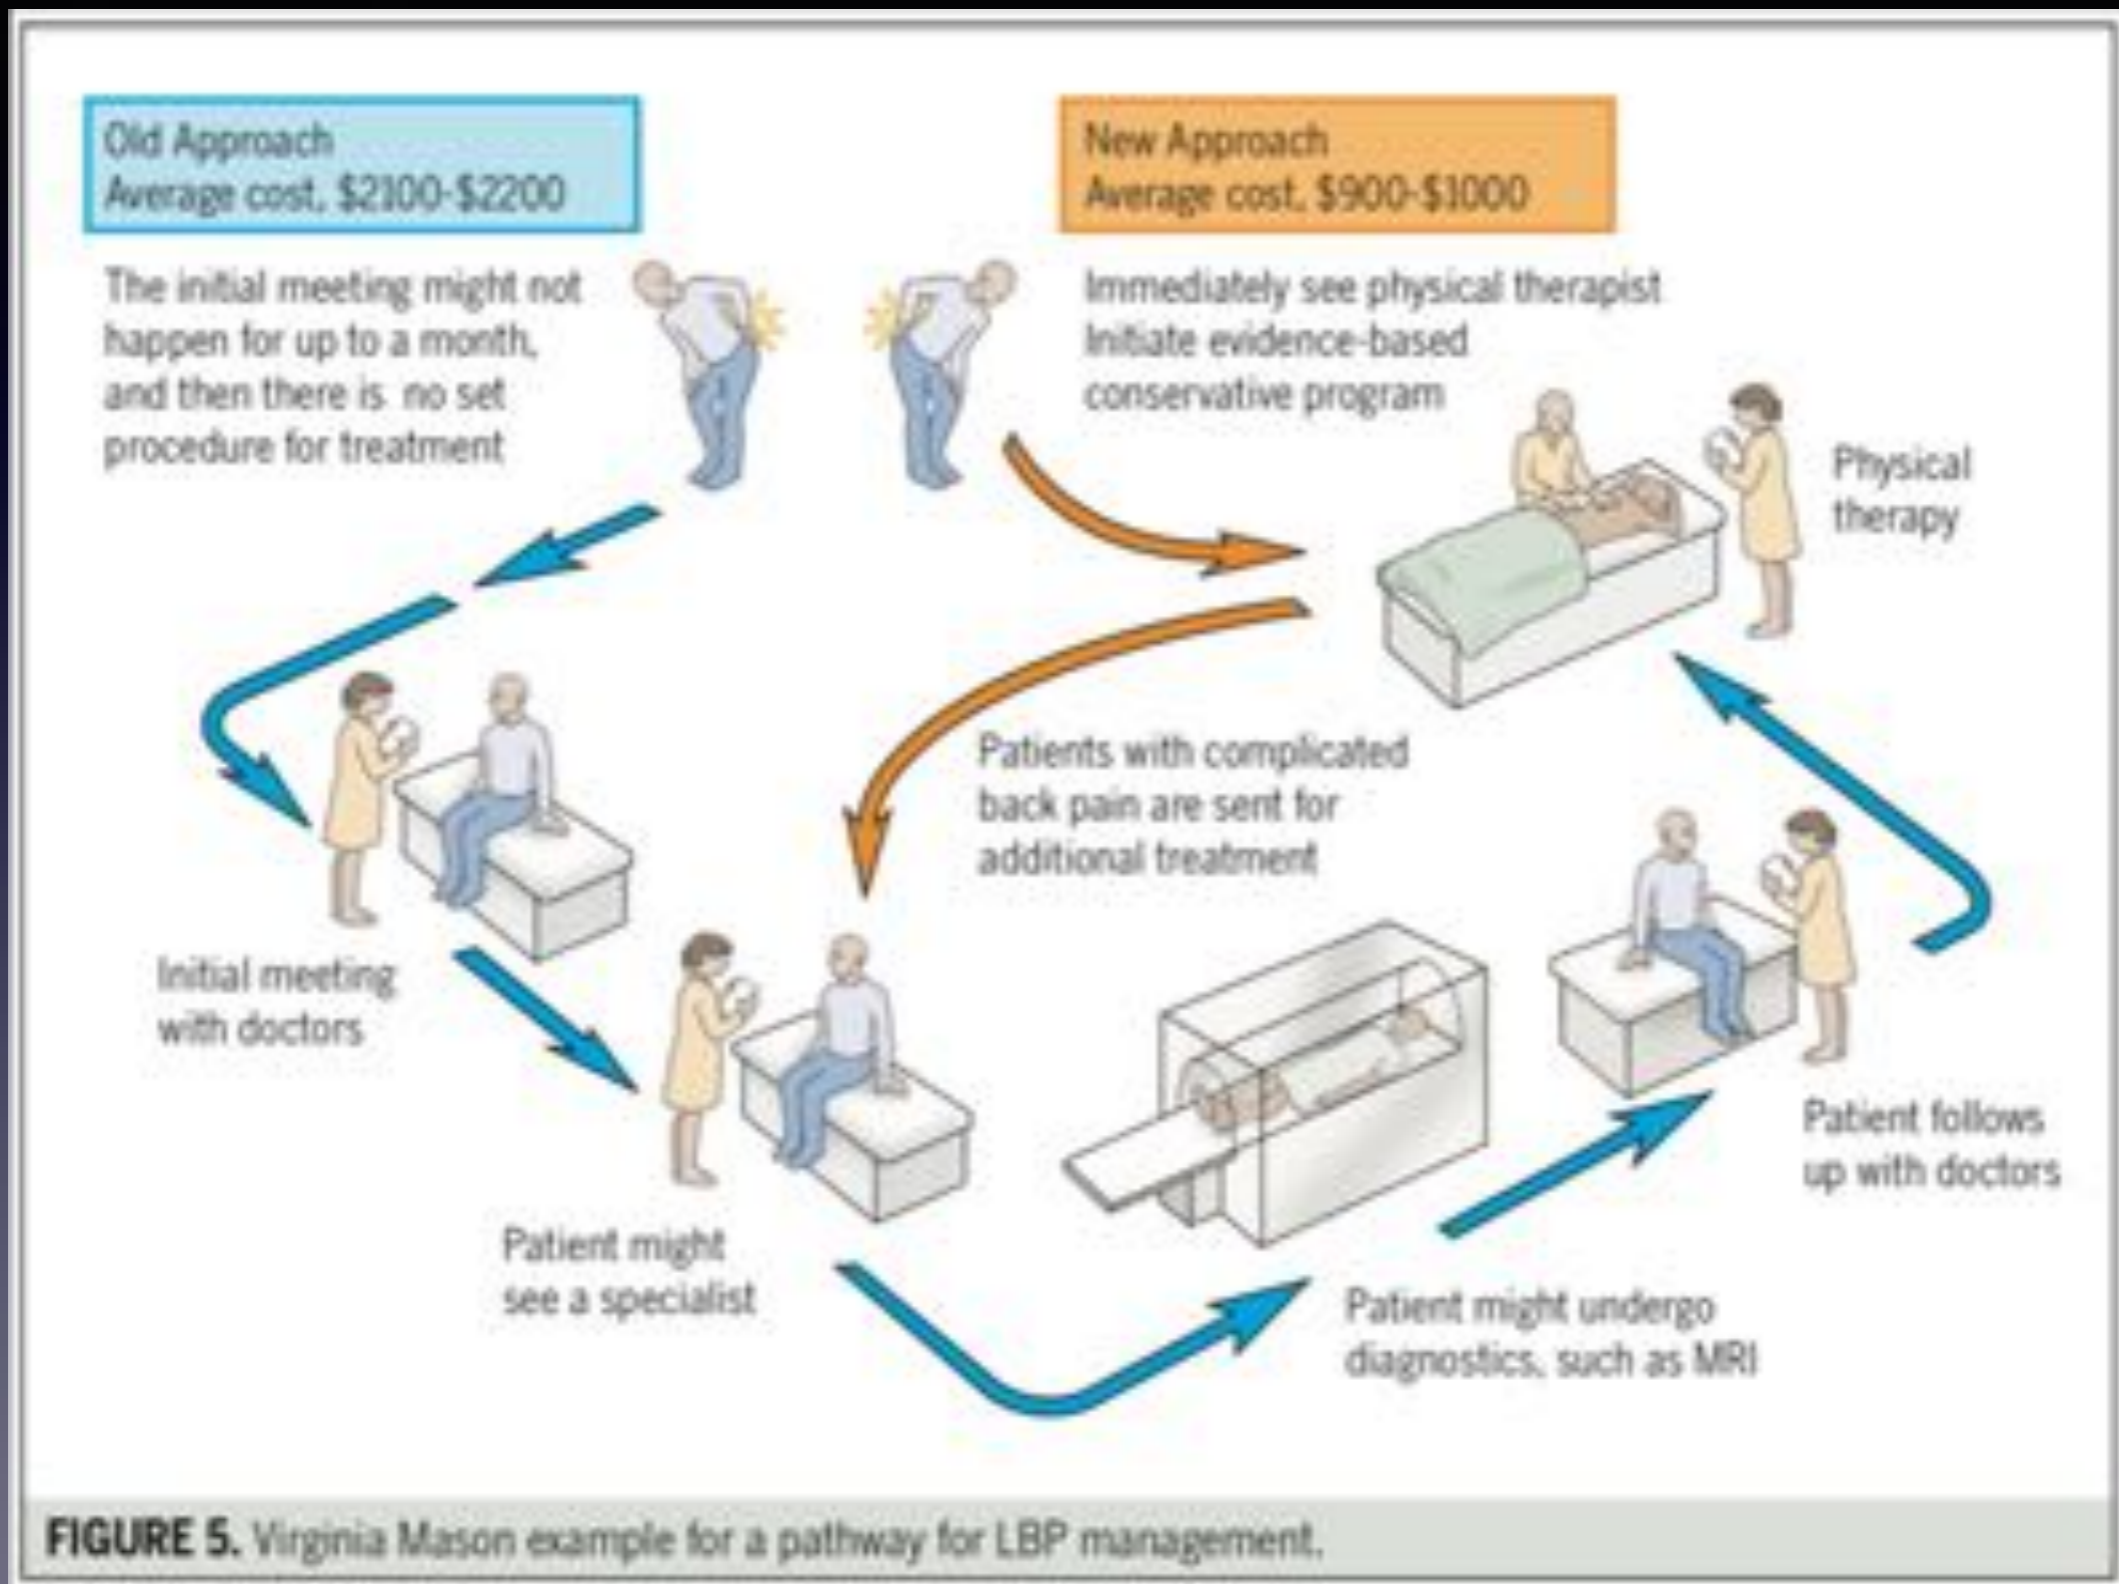 Old Approach
Average cost, $2100-$2200
The initial meeting might not
happen for up to a month,
and then there is no set
procedure for treatment
New Approach
Average cost, $900-$1000
Immediately see physical therapist
Initiate evidence-based
conservative program
Physical
therapy
Patients with complicated
back pain are sent for
additional treatment
Initial meeting
with doctors
Patient might
see a specialist
Patient might undergo
diagnostics, such as MRI
Patient follows
up with doctors
FIGURE 5. Virginia Mason example for a pathway for LBP management.